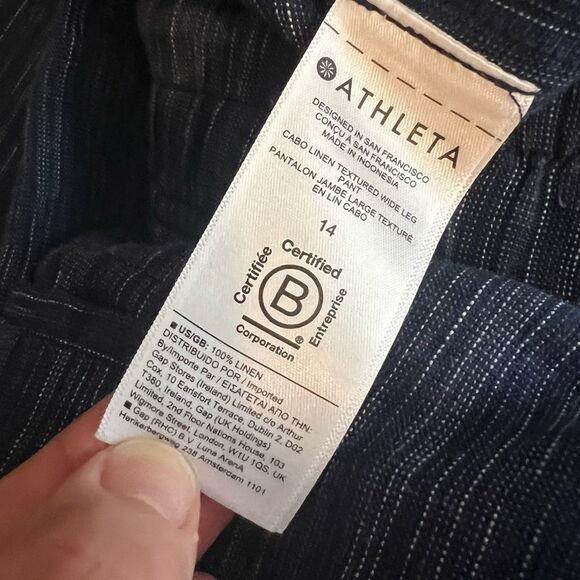 ATHLETA
DESIGNED IN SAN FRANCISCO
CONÇU À SAN FRANCISCO
MADE IN INDONESIA
CABO LINEN TEXTURED WIDE LEG
PANT
PANTALON JAMBE LARGE TEXTURÉ
EN LIN CABO
14
Certified
Certifiée
Entreprise
B
®
Corporation
■ US/GB: 100% LINEN
DISTRIBUIDO POR / Imported
By/Importe Par / ΕΙΣΑΓΕΤΑΙ ΑΠΟ ΤΗΝ:
Gap Stores (Ireland) Limited c/o Arthur
Cox, 10 Earlsfort Terrace, Dublin 2, D02
T380, Ireland, Gap (UK Holdings)
Limited, 2nd Floor Nations House, 103
Wigmore Street, London, W1U 1QS, UK
Gap (RHC) B.V. Luna ArenA
Herikerbergweg 238 Amsterdam 1101